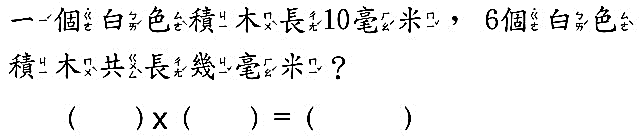 一個白色積木長10毫米，6個白色
積木共長幾毫米？
(　　) x (　　) = (　　　)